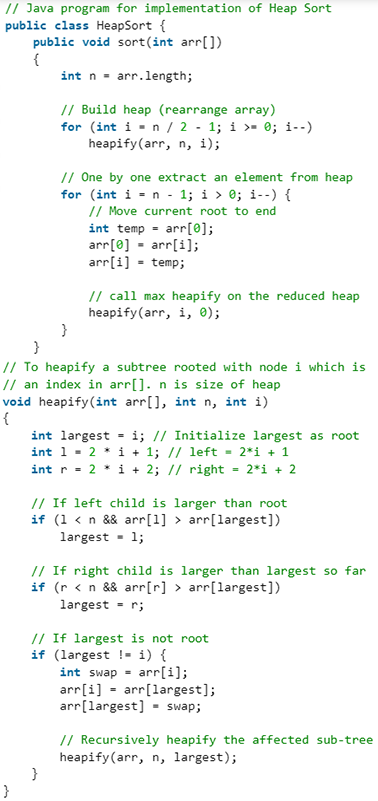 // Java program for implementation of Heap Sort
public class HeapSort {
    public void sort(int arr[])
    {
        int n = arr.length;

        // Build heap (rearrange array)
        for (int i = n / 2 - 1; i >= 0; i--)
            heapify(arr, n, i);

        // One by one extract an element from heap
        for (int i = n - 1; i > 0; i--) {
            // Move current root to end
            int temp = arr[0];
            arr[0] = arr[i];
            arr[i] = temp;

            // call max heapify on the reduced heap
            heapify(arr, i, 0);
        }
    }
// To heapify a subtree rooted with node i which is
// an index in arr[]. n is size of heap
void heapify(int arr[], int n, int i)
{
    int largest = i; // Initialize largest as root
    int l = 2 * i + 1; // left = 2*i + 1
    int r = 2 * i + 2; // right = 2*i + 2

    // If left child is larger than root
    if (l < n && arr[l] > arr[largest])
        largest = l;

    // If right child is larger than largest so far
    if (r < n && arr[r] > arr[largest])
        largest = r;

    // If largest is not root
    if (largest != i) {
        int swap = arr[i];
        arr[i] = arr[largest];
        arr[largest] = swap;

        // Recursively heapify the affected sub-tree
        heapify(arr, n, largest);
    }
}